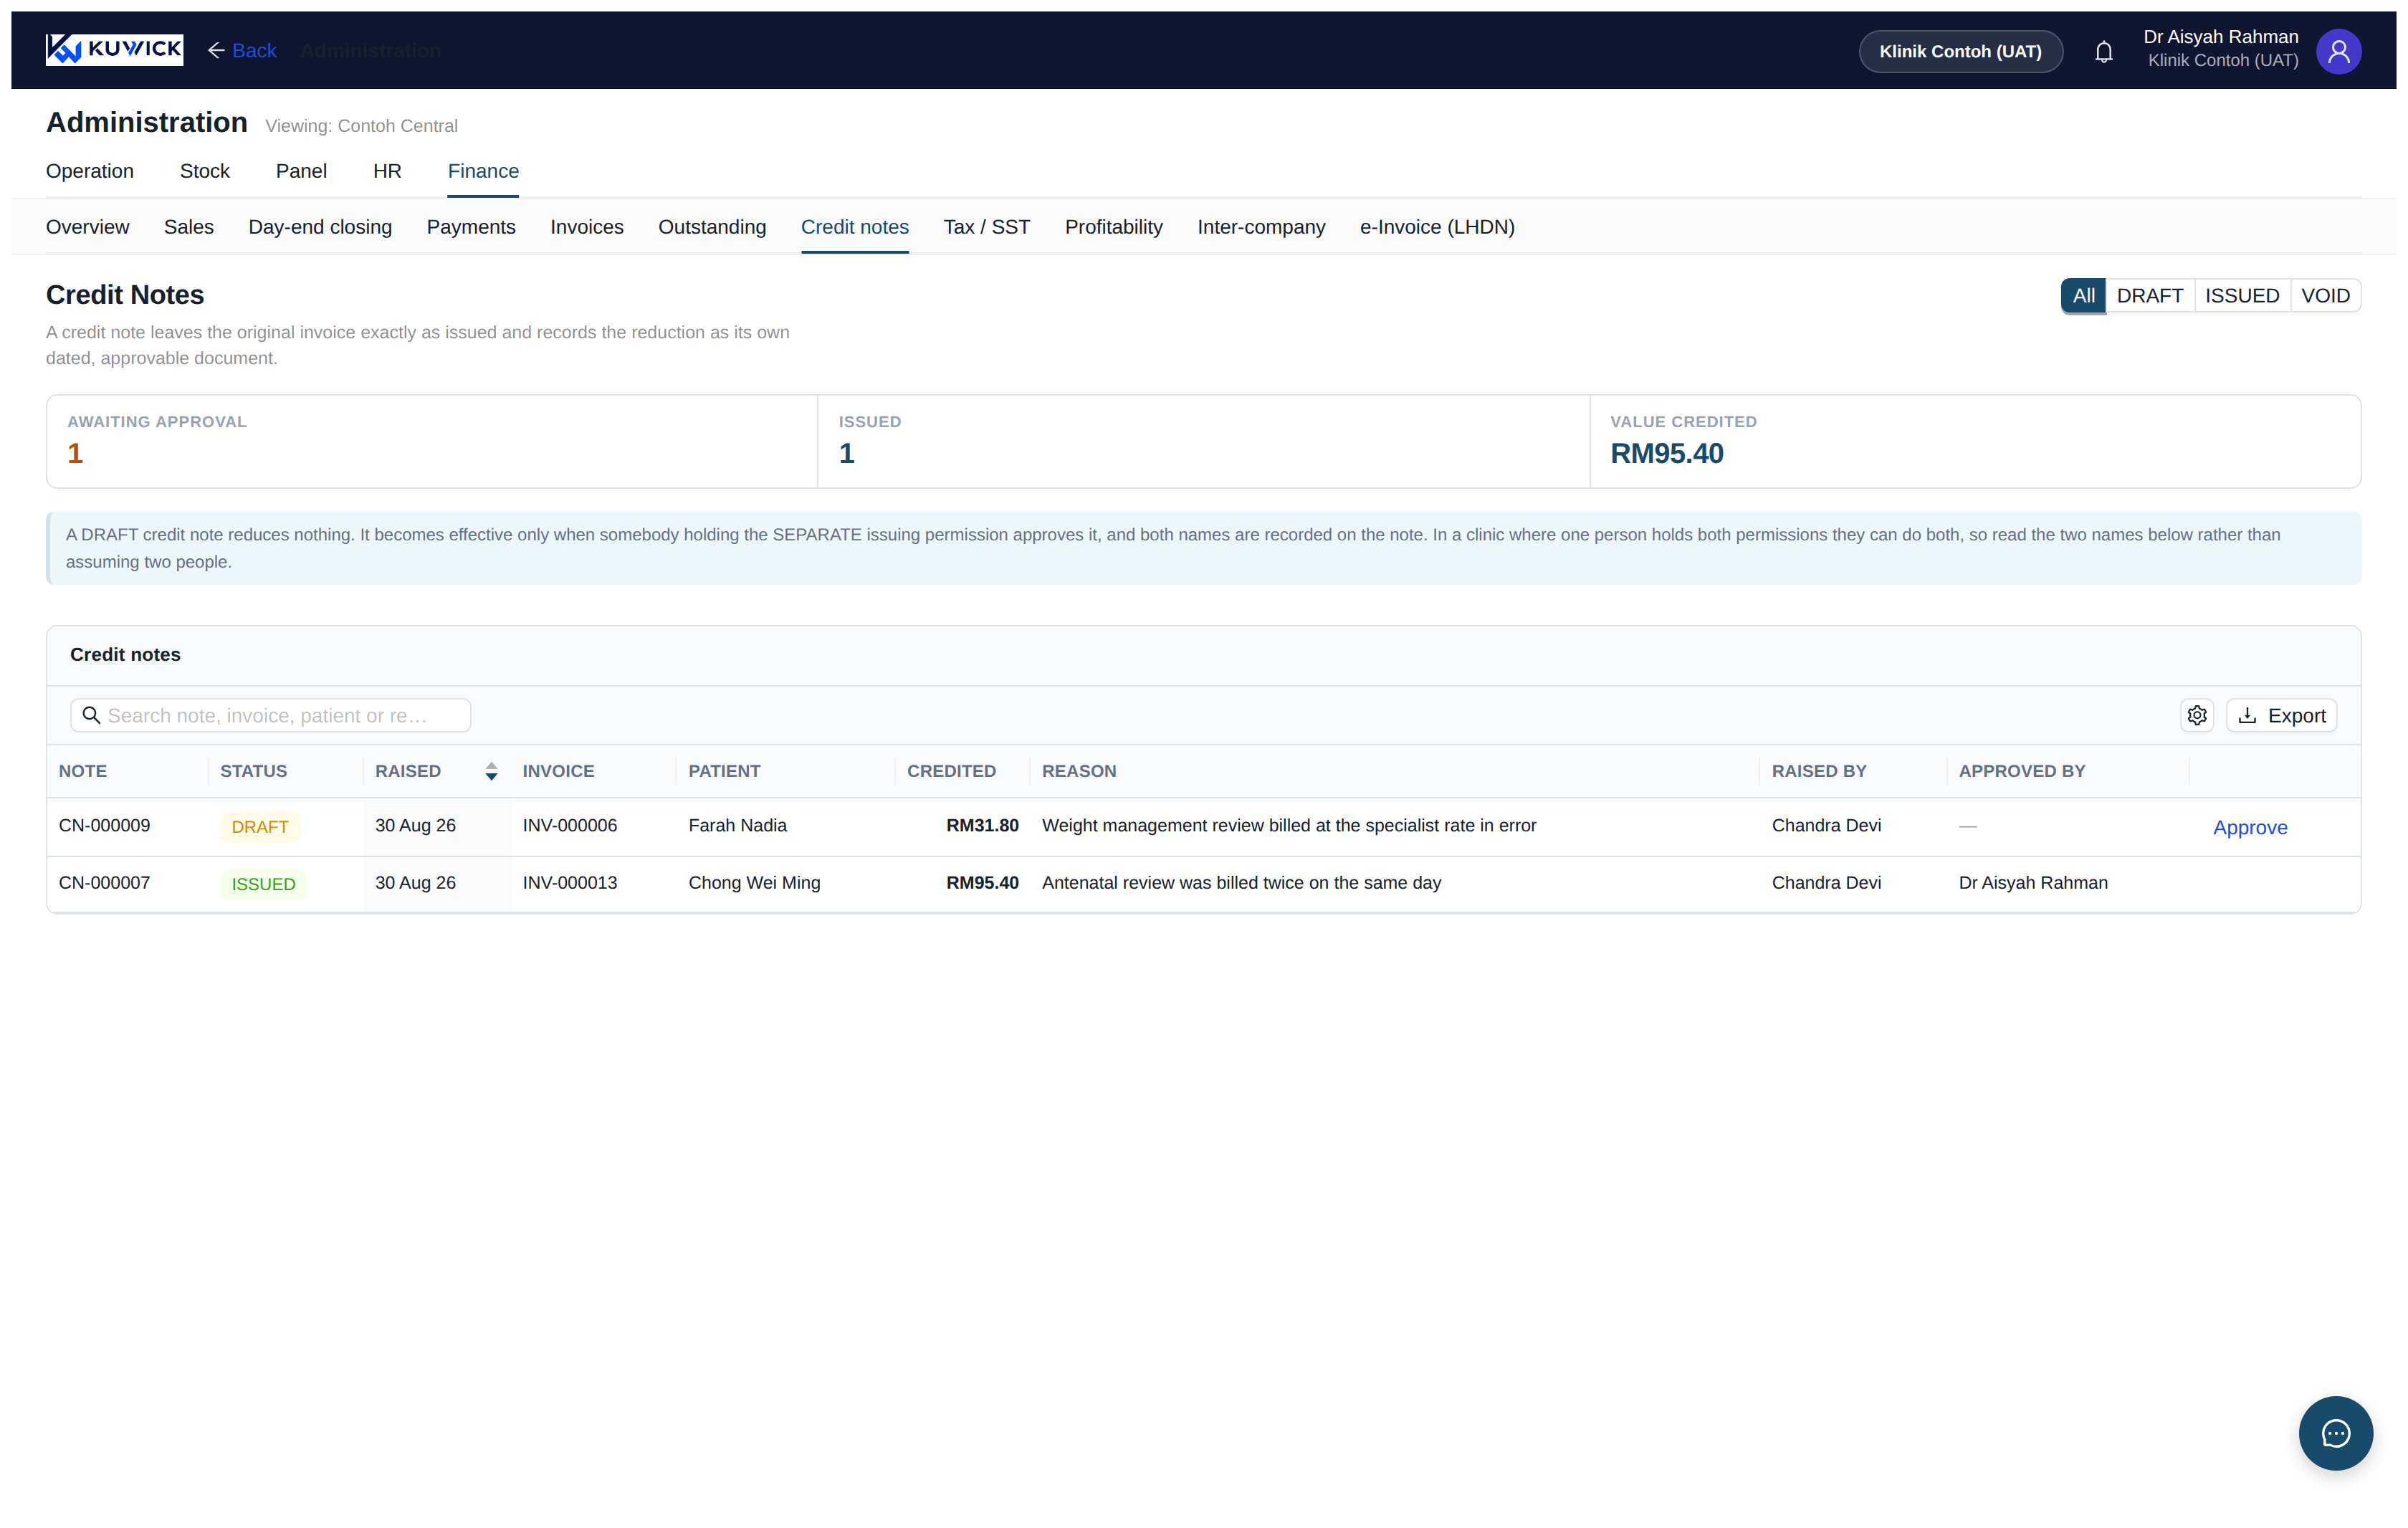 KUWICK
Back Administration
Klinik Contoh (UAT)
Dr Aisyah Rahman
Klinik Contoh (UAT)
Administration Viewing: Contoh Central
Operation Stock Panel HR Finance
Overview Sales Day-end closing Payments Invoices Outstanding Credit notes Tax / SST Profitability Inter-company e-Invoice (LHDN)
Credit Notes
All DRAFT ISSUED VOID
A credit note leaves the original invoice exactly as issued and records the reduction as its own
dated, approvable document.
AWAITING APPROVAL
1
ISSUED
1
VALUE CREDITED
RM95.40
A DRAFT credit note reduces nothing. It becomes effective only when somebody holding the SEPARATE issuing permission approves it, and both names are recorded on the note. In a clinic where one person holds both permissions they can do both, so read the two names below rather than
assuming two people.
Credit notes
Search note, invoice, patient or re…
Export
NOTE STATUS RAISED INVOICE PATIENT CREDITED REASON RAISED BY APPROVED BY
CN-000009 DRAFT 30 Aug 26 INV-000006 Farah Nadia RM31.80 Weight management review billed at the specialist rate in error Chandra Devi — Approve
CN-000007 ISSUED 30 Aug 26 INV-000013 Chong Wei Ming RM95.40 Antenatal review was billed twice on the same day Chandra Devi Dr Aisyah Rahman